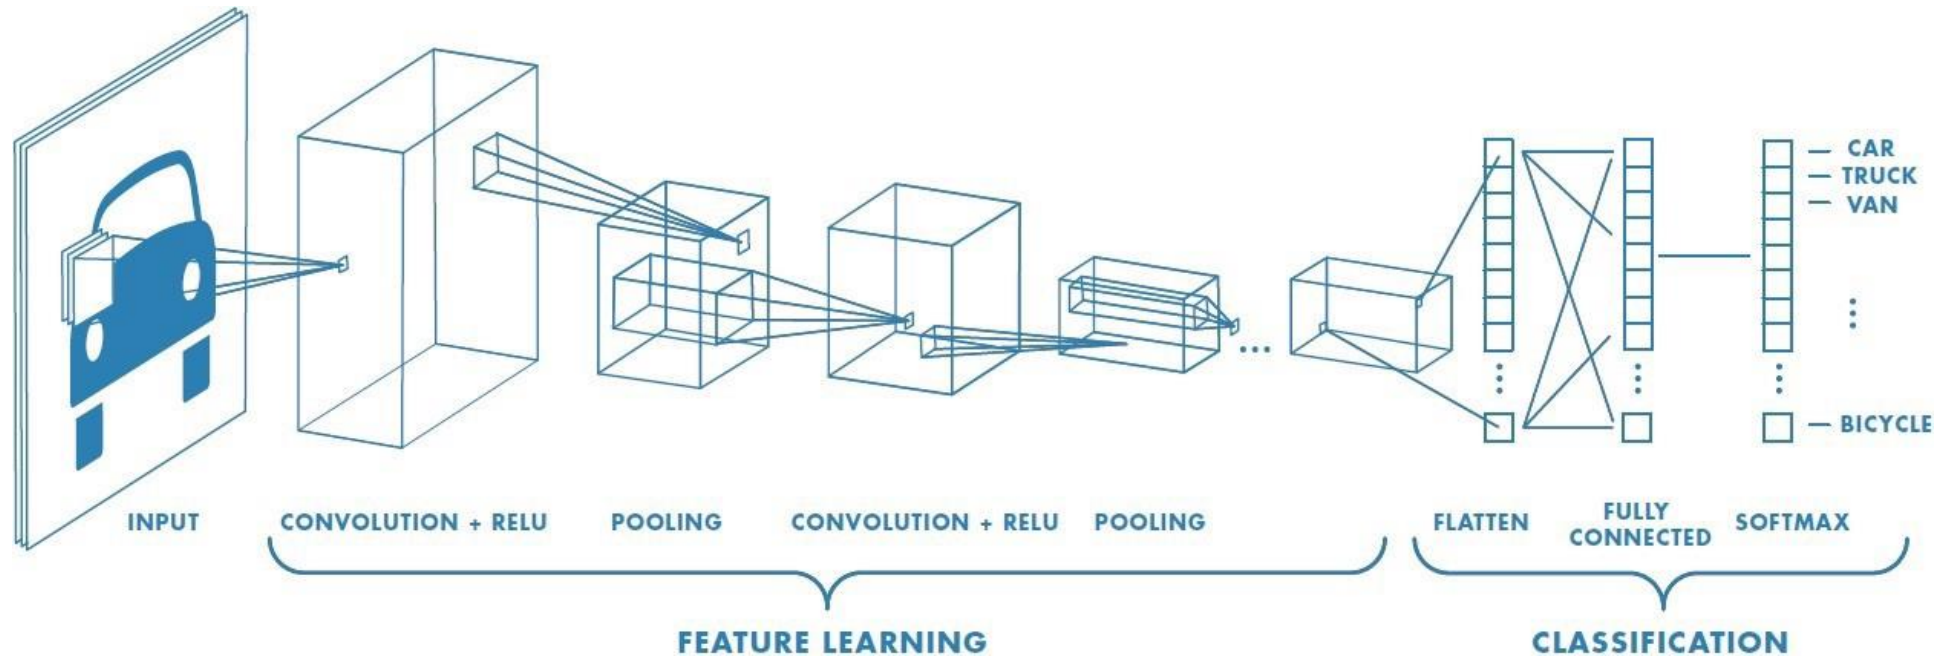 CAR
TRUCK
VAN
BICYCLE
INPUT
CONVOLUTION + RELU
POOLING
CONVOLUTION + RELU
POOLING
FLATTEN
FULLY
CONNECTED
SOFTMAX
FEATURE LEARNING
CLASSIFICATION